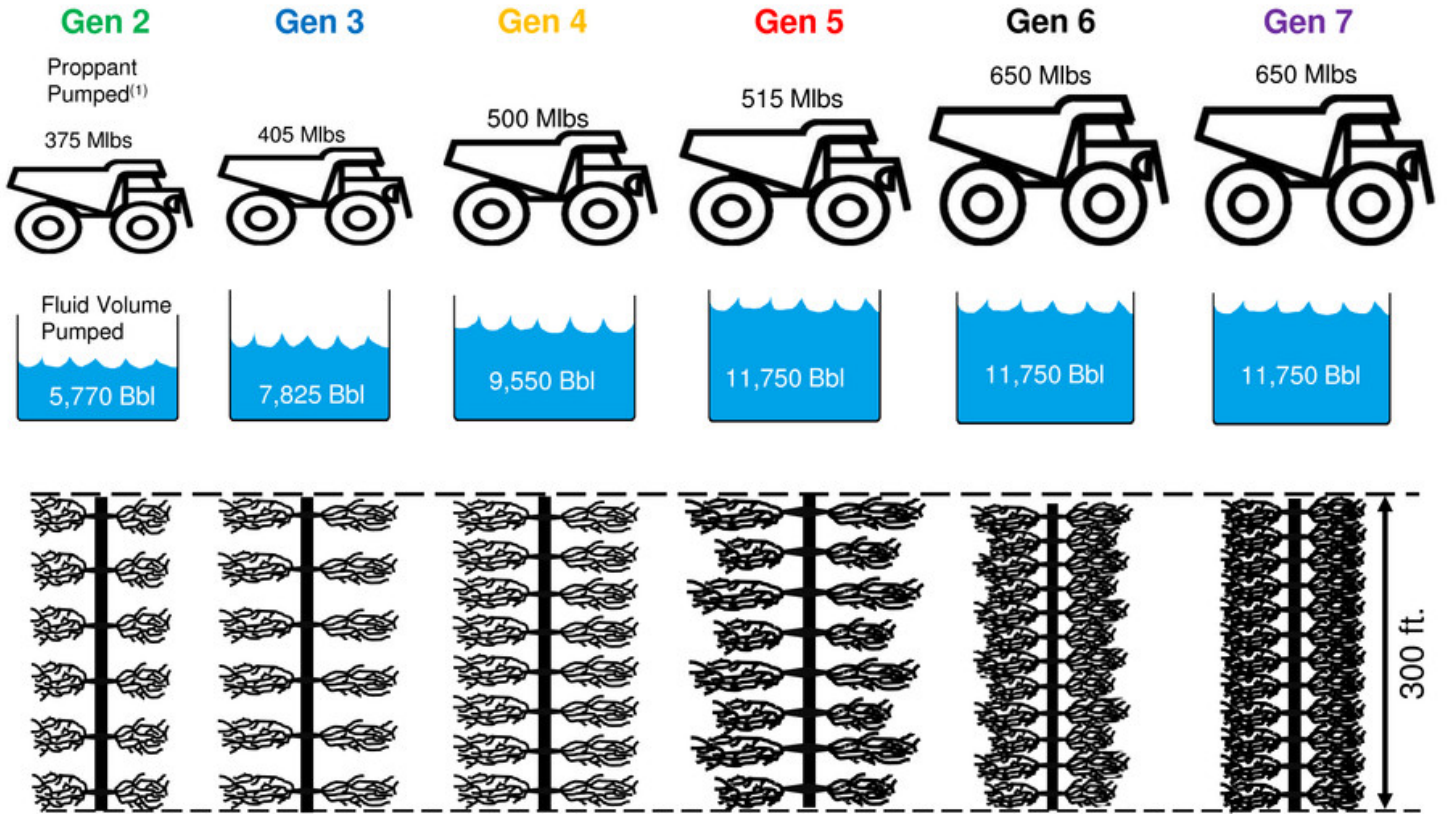 Gen 2
Gen 3
Gen 4
Gen 5
Gen 6
Gen 7
Proppant
Pumped(1)
375 Mlbs
405 Mlbs
500 Mlbs
515 Mlbs
650 Mlbs
650 Mlbs
Fluid Volume
Pumped
5,770 Bbl
7,825 Bbl
9,550 Bbl
11,750 Bbl
11,750 Bbl
11,750 Bbl
300 ft.